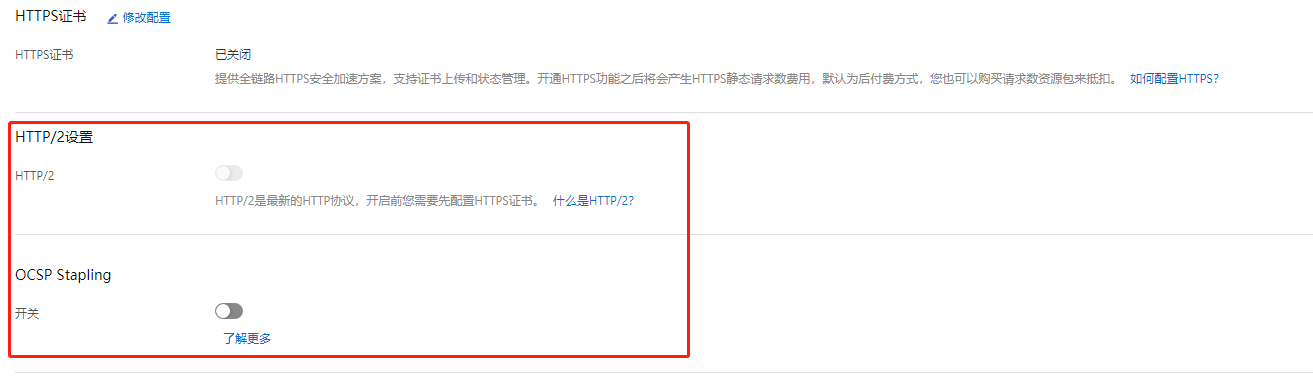 HTTPS证书 修改配置
HTTPS证书 已关闭
提供全链路HTTPS安全加速方案，支持证书上传和状态管理。开通HTTPS功能之后将会产生HTTPS静态请求数费用，默认为后付费方式，您也可以购买请求数资源包来抵扣。 如何配置HTTPS?
HTTP/2设置
HTTP/2
HTTP/2是最新的HTTP协议，开启前您需要先配置HTTPS证书。 什么是HTTP/2?
OCSP Stapling
开关
了解更多